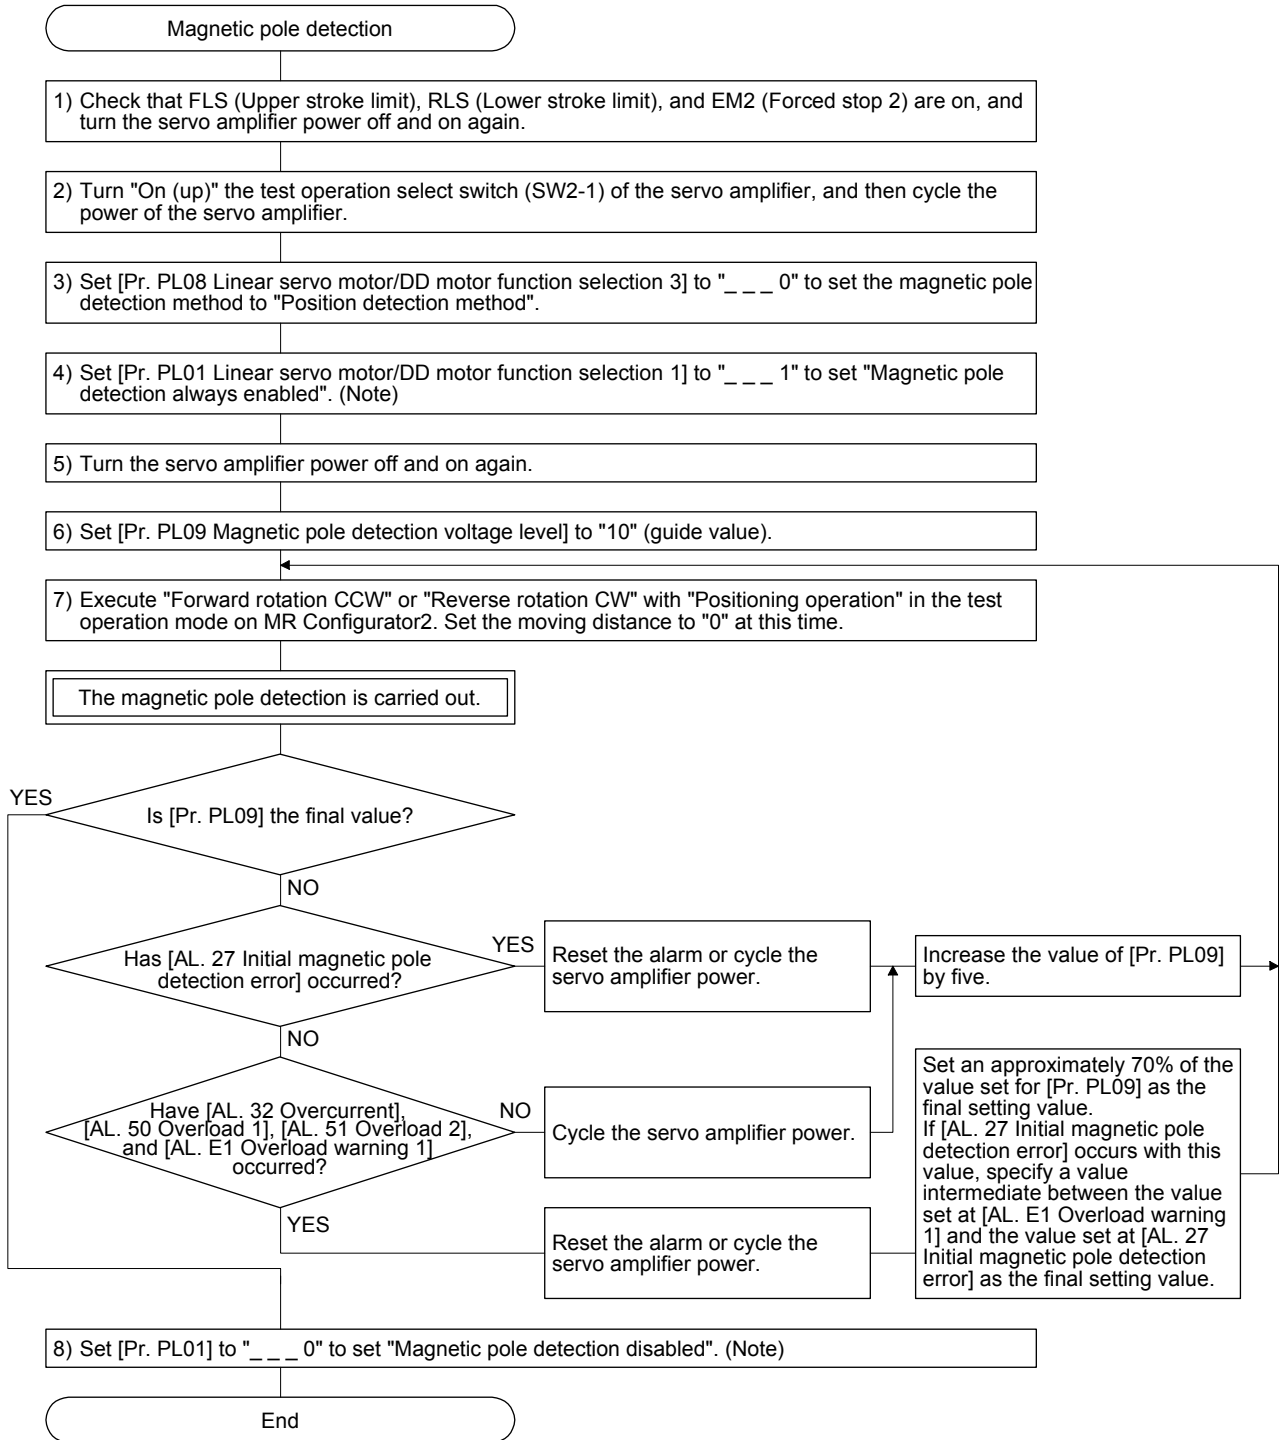 Magnetic pole detection
1) Check that FLS (Upper stroke limit), RLS (Lower stroke limit), and EM2 (Forced stop 2) are on, and
turn the servo amplifier power off and on again.
2) Turn "On (up)" the test operation select switch (SW2-1) of the servo amplifier, and then cycle the
power of the servo amplifier.
3) Set [Pr. PL08 Linear servo motor/DD motor function selection 3] to "_ _ _ 0" to set the magnetic pole
detection method to "Position detection method".
4) Set [Pr. PL01 Linear servo motor/DD motor function selection 1] to "_ _ _ 1" to set "Magnetic pole
detection always enabled". (Note)
5) Turn the servo amplifier power off and on again.
6) Set [Pr. PL09 Magnetic pole detection voltage level] to "10" (guide value).
7) Execute "Forward rotation CCW" or "Reverse rotation CW" with "Positioning operation" in the test
operation mode on MR Configurator2. Set the moving distance to "0" at this time.
The magnetic pole detection is carried out.
YES
Is [Pr. PL09] the final value?
NO
Has [AL. 27 Initial magnetic pole
detection error] occurred?
YES
Reset the alarm or cycle the
servo amplifier power.
Increase the value of [Pr. PL09]
by five.
NO
Have [AL. 32 Overcurrent],
[AL. 50 Overload 1], [AL. 51 Overload 2],
and [AL. E1 Overload warning 1]
occurred?
NO
Cycle the servo amplifier power.
YES
Reset the alarm or cycle the
servo amplifier power.
Set an approximately 70% of the
value set for [Pr. PL09] as the
final setting value.
If [AL. 27 Initial magnetic pole
detection error] occurs with this
value, specify a value
intermediate between the value
set at [AL. E1 Overload warning
1] and the value set at [AL. 27
Initial magnetic pole detection
error] as the final setting value.
8) Set [Pr. PL01] to "_ _ _ 0" to set "Magnetic pole detection disabled". (Note)
End